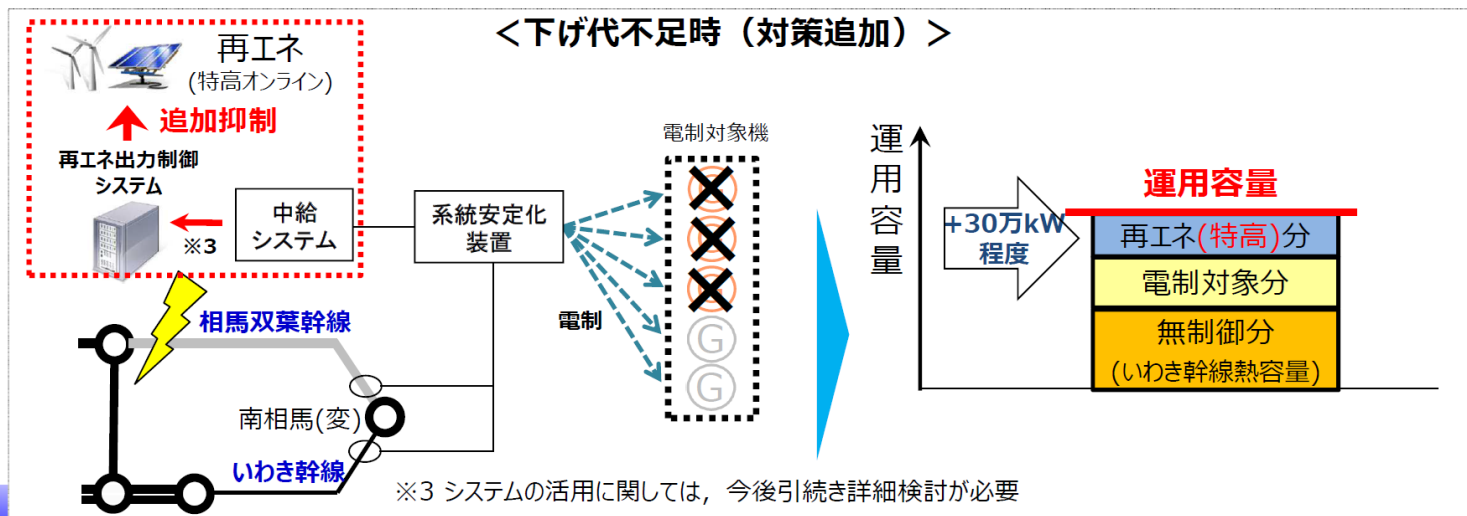 ＜下げ代不足時（対策追加）＞
再エネ
(特高オンライン)
追加抑制
再エネ出力制御
システム
※3
中給
システム
系統安定化
装置
電制対象機
G
G
G
G
G
電制
相馬双葉幹線
南相馬(変)
いわき幹線
運用容量
+30万kW
程度
運用容量
再エネ(特高)分
電制対象分
無制御分
(いわき幹線熱容量)
※3 システムの活用に関しては，今後引続き詳細検討が必要